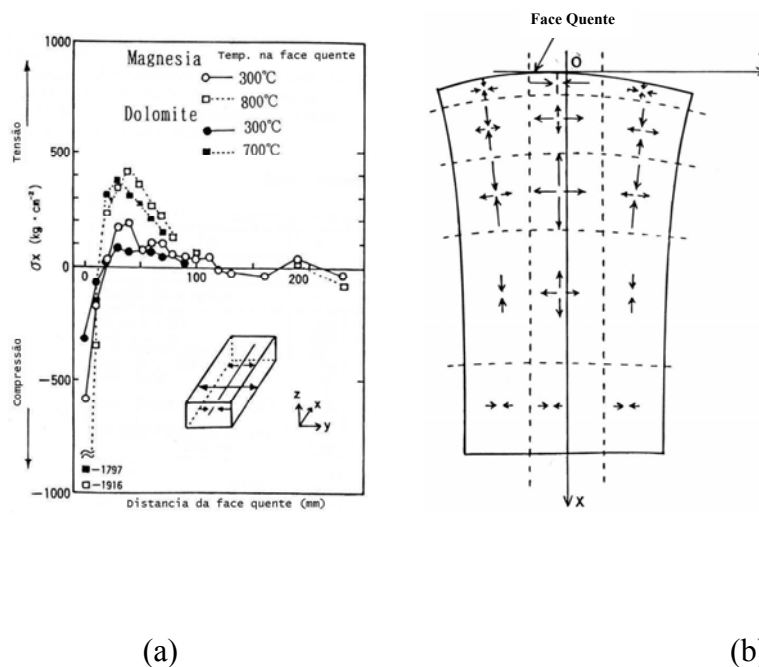 Magnesia Temp. na face quente
300℃
800℃
Dolomite
300℃
700℃
1000
500
0
−500
−1000
0
100
200
Tensão
σx (kg・cm⁻²)
Compressão
z
x
y
−1797
−1916
Distancia da face quente (mm)
(a)
Face Quente
O
X
(b